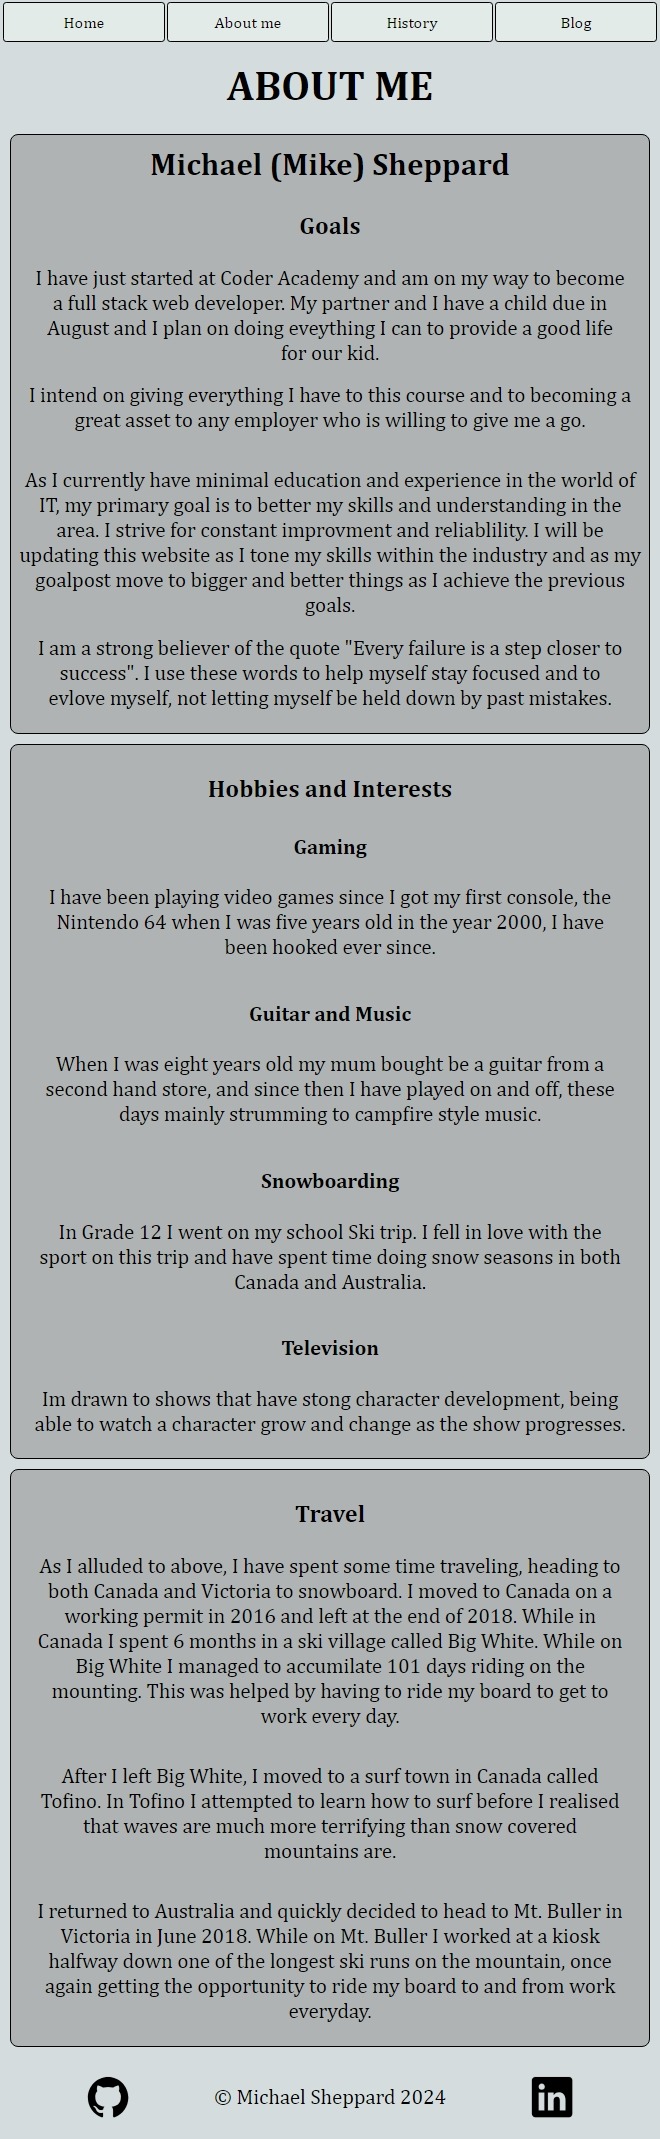 Home
About me
History
Blog
ABOUT ME
Michael (Mike) Sheppard
Goals
I have just started at Coder Academy and am on my way to become
a full stack web developer. My partner and I have a child due in
August and I plan on doing eveything I can to provide a good life
for our kid.
I intend on giving everything I have to this course and to becoming a
great asset to any employer who is willing to give me a go.
As I currently have minimal education and experience in the world of
IT, my primary goal is to better my skills and understanding in the
area. I strive for constant improvment and reliablility. I will be
updating this website as I tone my skills within the industry and as my
goalpost move to bigger and better things as I achieve the previous
goals.
I am a strong believer of the quote "Every failure is a step closer to
success". I use these words to help myself stay focused and to
evlove myself, not letting myself be held down by past mistakes.
Hobbies and Interests
Gaming
I have been playing video games since I got my first console, the
Nintendo 64 when I was five years old in the year 2000, I have
been hooked ever since.
Guitar and Music
When I was eight years old my mum bought be a guitar from a
second hand store, and since then I have played on and off, these
days mainly strumming to campfire style music.
Snowboarding
In Grade 12 I went on my school Ski trip. I fell in love with the
sport on this trip and have spent time doing snow seasons in both
Canada and Australia.
Television
Im drawn to shows that have stong character development, being
able to watch a character grow and change as the show progresses.
Travel
As I alluded to above, I have spent some time traveling, heading to
both Canada and Victoria to snowboard. I moved to Canada on a
working permit in 2016 and left at the end of 2018. While in
Canada I spent 6 months in a ski village called Big White. While on
Big White I managed to accumilate 101 days riding on the
mounting. This was helped by having to ride my board to get to
work every day.
After I left Big White, I moved to a surf town in Canada called
Tofino. In Tofino I attempted to learn how to surf before I realised
that waves are much more terrifying than snow covered
mountains are.
I returned to Australia and quickly decided to head to Mt. Buller in
Victoria in June 2018. While on Mt. Buller I worked at a kiosk
halfway down one of the longest ski runs on the mountain, once
again getting the opportunity to ride my board to and from work
everyday.
© Michael Sheppard 2024
in